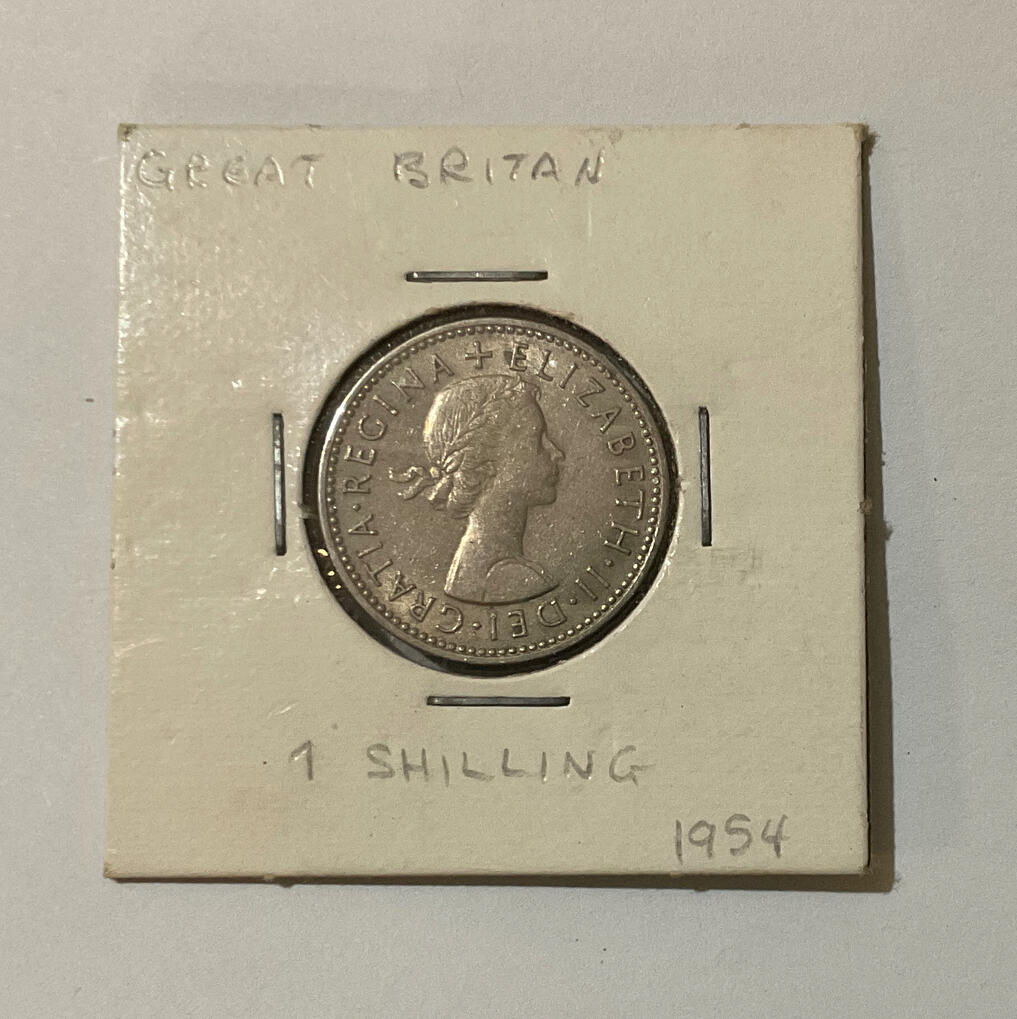 GREAT BRITAN
+ ELIZABETH · II · DEI · GRATIA · REGINA
1 SHILLING
1954